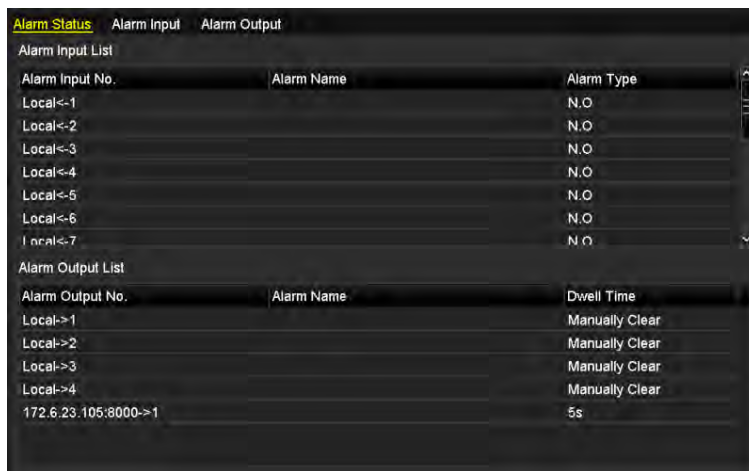 Alarm Status Alarm Input Alarm Output
Alarm Input List
Alarm Input No. Alarm Name Alarm Type
Local<-1 N.O
Local<-2 N.O
Local<-3 N.O
Local<-4 N.O
Local<-5 N.O
Local<-6 N.O
Local<-7 N.O
Alarm Output List
Alarm Output No. Alarm Name Dwell Time
Local->1 Manually Clear
Local->2 Manually Clear
Local->3 Manually Clear
Local->4 Manually Clear
172.6.23.105:8000->1 5s